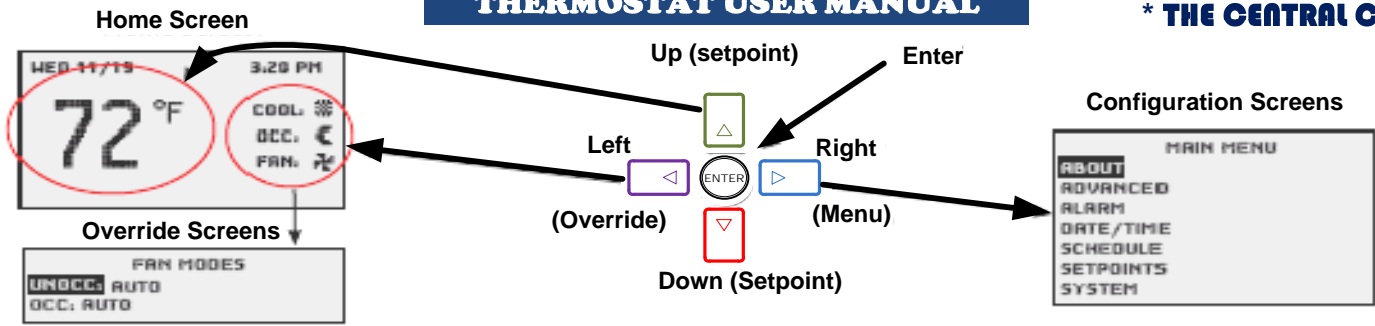 THERMOSTAT USER MANUAL
* THE CENTRAL C
Home Screen
WED 11/19 3:28 PM
72 °F
COOL:
OCC:
FAN:
Override Screens
FAN MODES
UNOCC: AUTO
OCC: AUTO
Up (setpoint)
Enter
Left
ENTER
Right
(Override)
(Menu)
Down (Setpoint)
Configuration Screens
MAIN MENU
ABOUT
ADVANCED
ALARM
DATE/TIME
SCHEDULE
SETPOINTS
SYSTEM